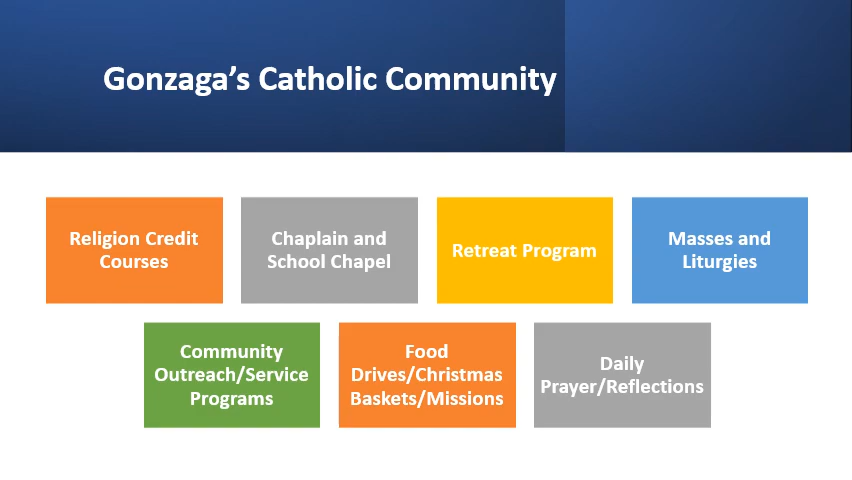 Gonzaga’s Catholic Community
Religion Credit
Courses
Chaplain and
School Chapel
Retreat Program
Masses and
Liturgies
Community
Outreach/Service
Programs
Food
Drives/Christmas
Baskets/Missions
Daily
Prayer/Reflections